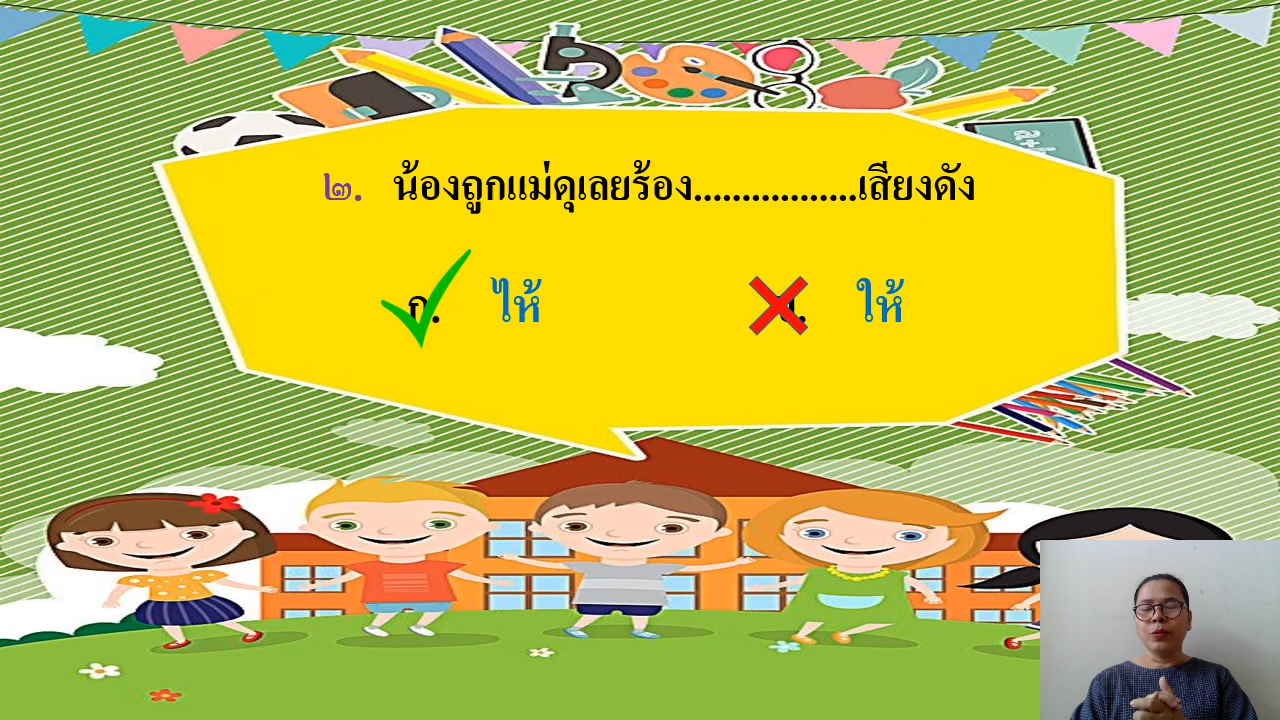 ๒. น้องถูกแม่ดุเลยร้อง.................เสียงดัง
ก. ไห้ ให้